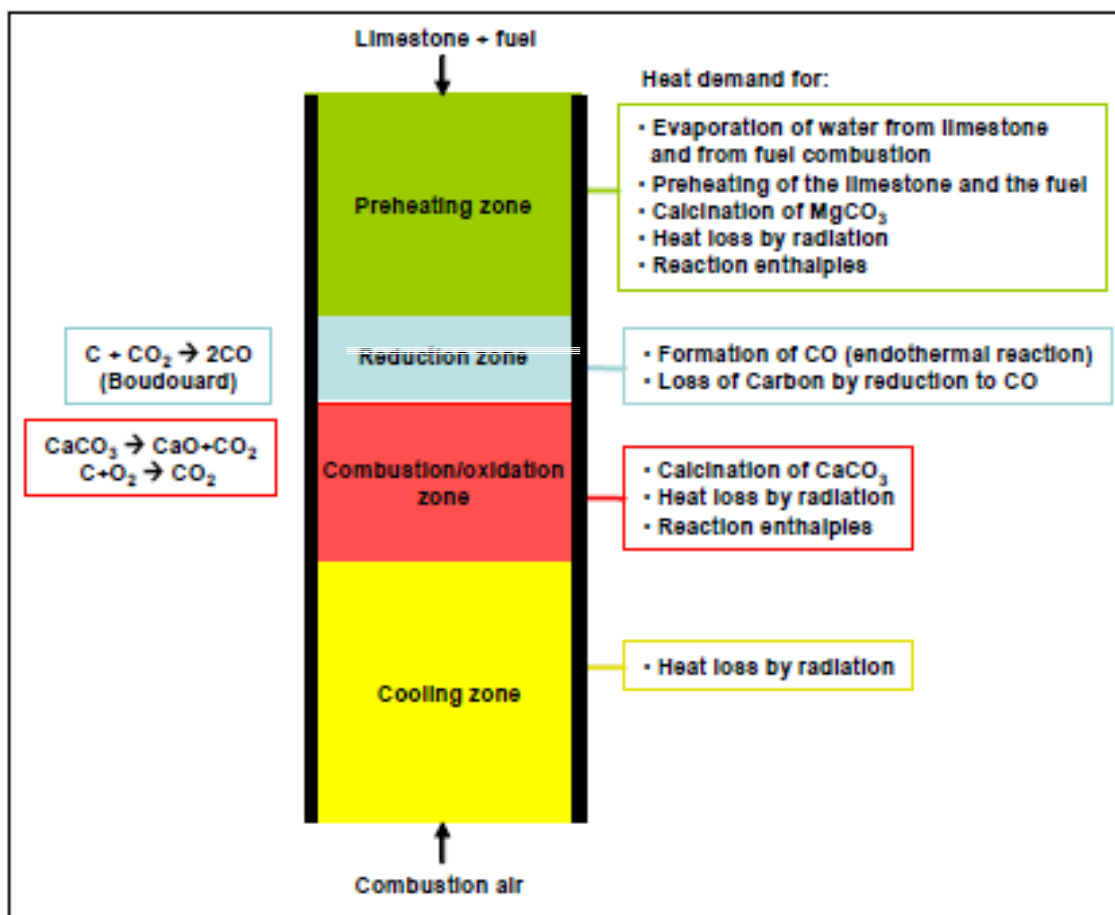 Limestone + fuel
Heat demand for:
▪ Evaporation of water from limestone
and from fuel combustion
▪ Preheating of the limestone and the fuel
▪ Calcination of MgCO₃
▪ Heat loss by radiation
▪ Reaction enthalpies
Preheating zone
C + CO₂ → 2CO
(Boudouard)
Reduction zone
▪ Formation of CO (endothermal reaction)
▪ Loss of Carbon by reduction to CO
CaCO₃ → CaO+CO₂
C+O₂ → CO₂
Combustion/oxidation
zone
▪ Calcination of CaCO₃
▪ Heat loss by radiation
▪ Reaction enthalpies
Cooling zone
▪ Heat loss by radiation
Combustion air